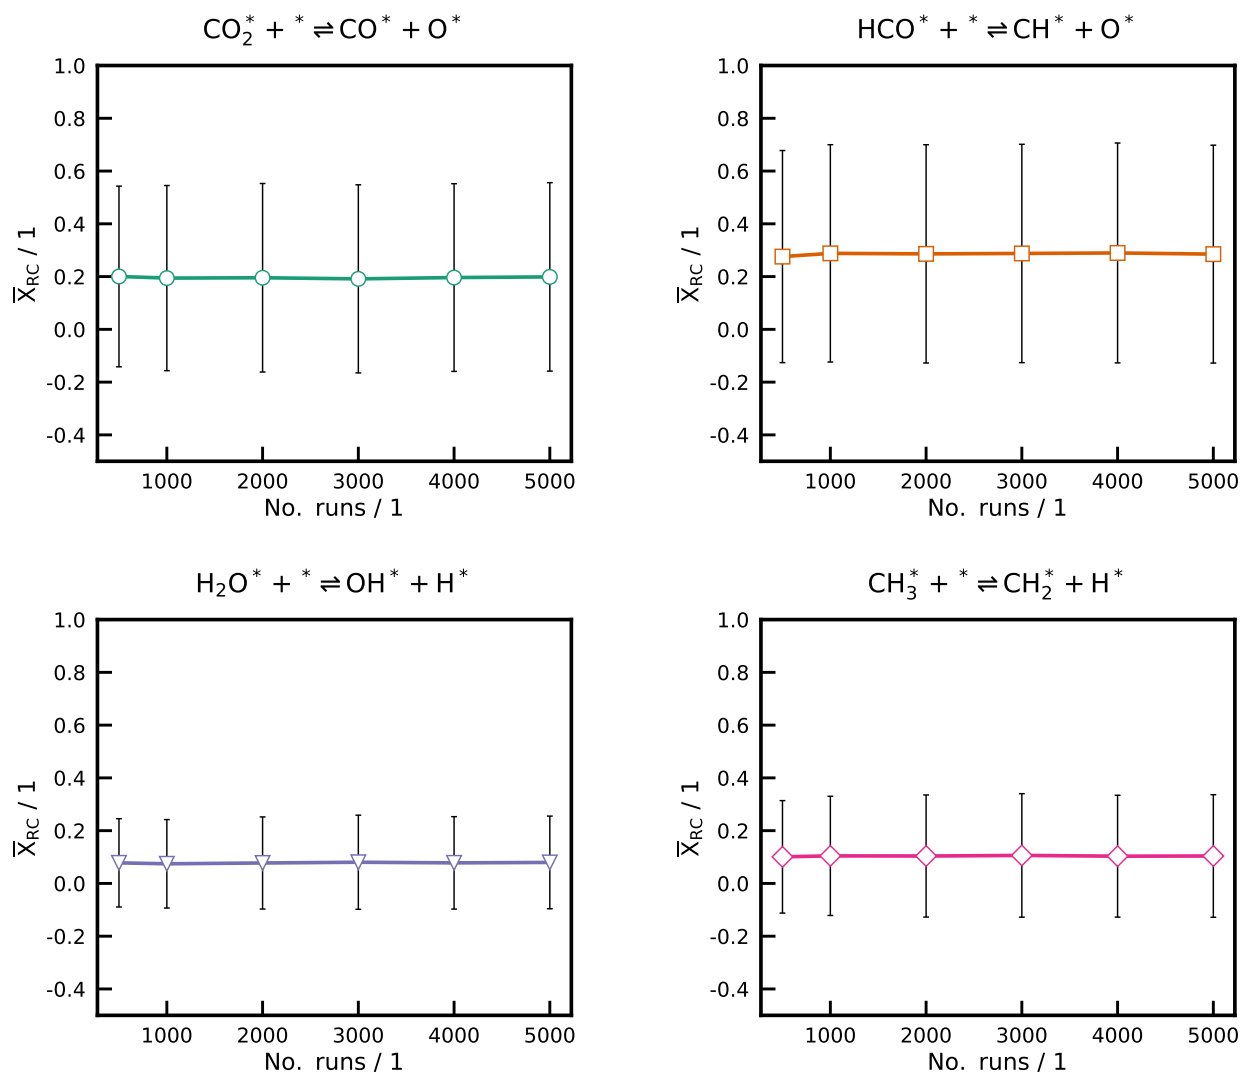 CO₂* + * ⇌ CO* + O*
1.0
0.8
0.6
0.4
0.2
0.0
-0.2
-0.4
X̅_RC / 1
1000 2000 3000 4000 5000
No. runs / 1
HCO* + * ⇌ CH* + O*
1.0
0.8
0.6
0.4
0.2
0.0
-0.2
-0.4
X̅_RC / 1
1000 2000 3000 4000 5000
No. runs / 1
H₂O* + * ⇌ OH* + H*
1.0
0.8
0.6
0.4
0.2
0.0
-0.2
-0.4
X̅_RC / 1
1000 2000 3000 4000 5000
No. runs / 1
CH₃* + * ⇌ CH₂* + H*
1.0
0.8
0.6
0.4
0.2
0.0
-0.2
-0.4
X̅_RC / 1
1000 2000 3000 4000 5000
No. runs / 1